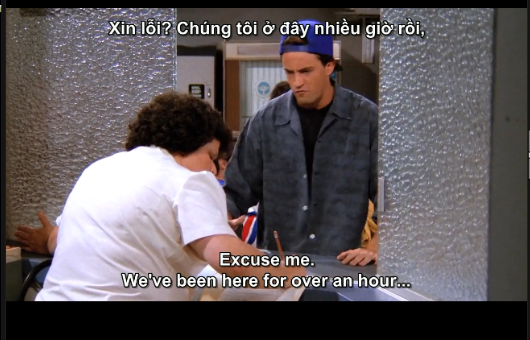 Xin lỗi? Chúng tôi ở đây nhiều giờ rồi,
Excuse me.
We've been here for over an hour...